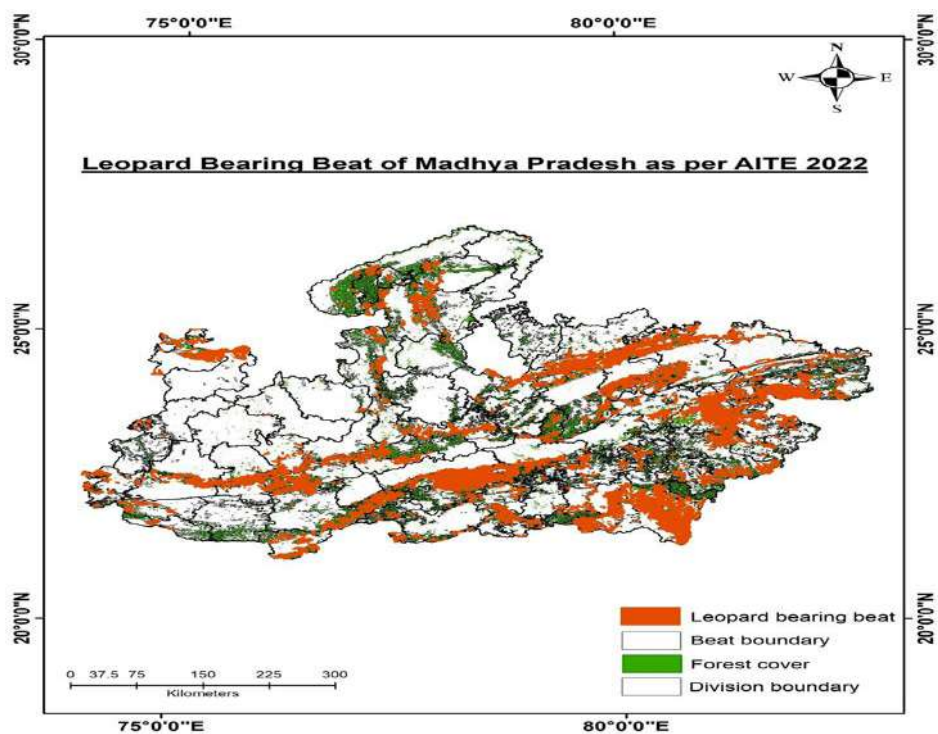 75°0'0"E 80°0'0"E
30°0'0"N 30°0'0"N
N
W E
S
Leopard Bearing Beat of Madhya Pradesh as per AITE 2022
25°0'0"N 25°0'0"N
20°0'0"N 20°0'0"N
Leopard bearing beat
Beat boundary
Forest cover
Division boundary
0 37.5 75 150 225 300
Kilometers
75°0'0"E 80°0'0"E